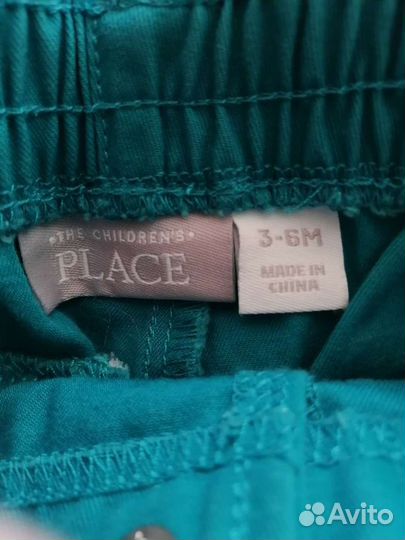 •THE CHILDREN'S•
PLACE
3-6M
MADE IN
CHINA
Avito